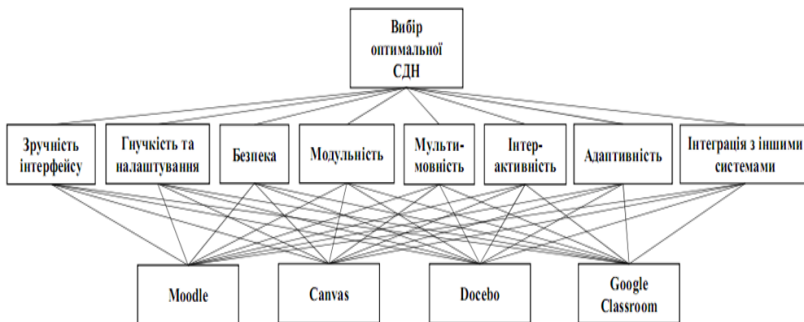 Вибір
оптимальної
СДН
Зручність
інтерфейсу
Гнучкість та
налаштування
Безпека
Модульність
Мульти-
мовність
Інтер-
активність
Адаптивність
Інтеграція з іншими
системами
Moodle
Canvas
Docebo
Google
Classroom